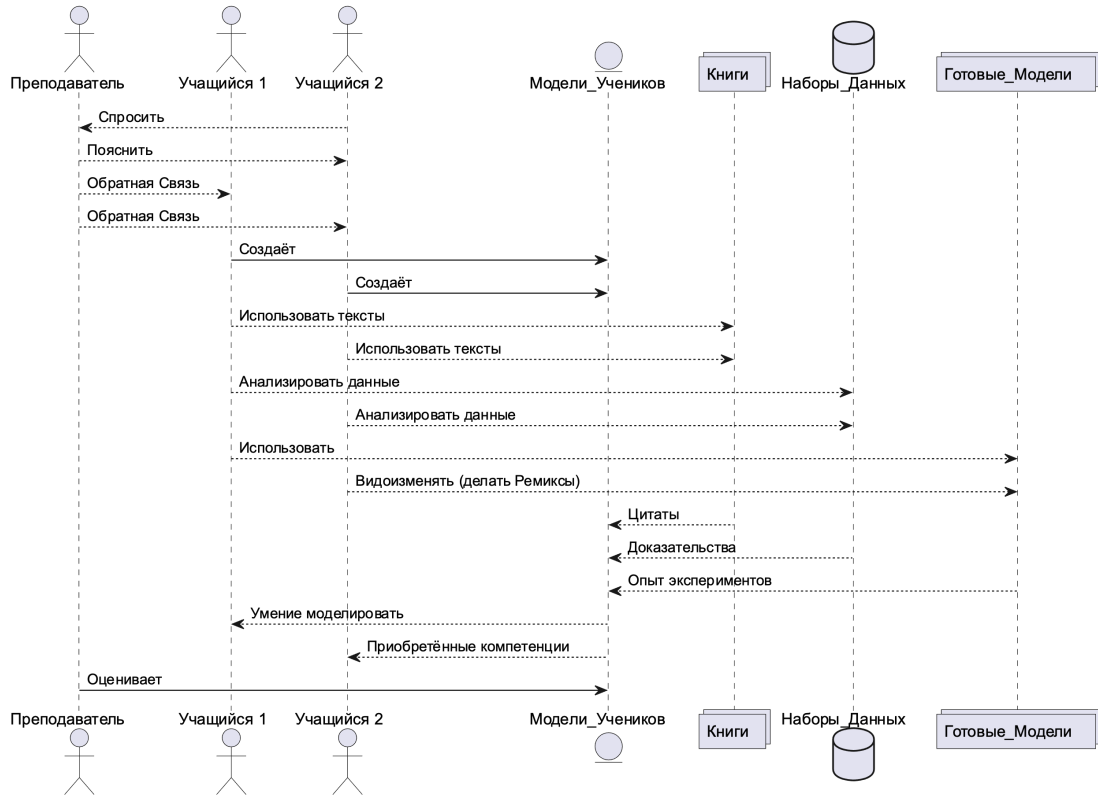 Преподаватель
Учащийся 1
Учащийся 2
Модели_Учеников
Книги
Наборы_Данных
Готовые_Модели
Спросить
Пояснить
Обратная Связь
Обратная Связь
Создаёт
Создаёт
Использовать тексты
Использовать тексты
Анализировать данные
Анализировать данные
Использовать
Видоизменять (делать Ремиксы)
Цитаты
Доказательства
Опыт экспериментов
Умение моделировать
Приобретённые компетенции
Оценивает
Преподаватель
Учащийся 1
Учащийся 2
Модели_Учеников
Книги
Наборы_Данных
Готовые_Модели